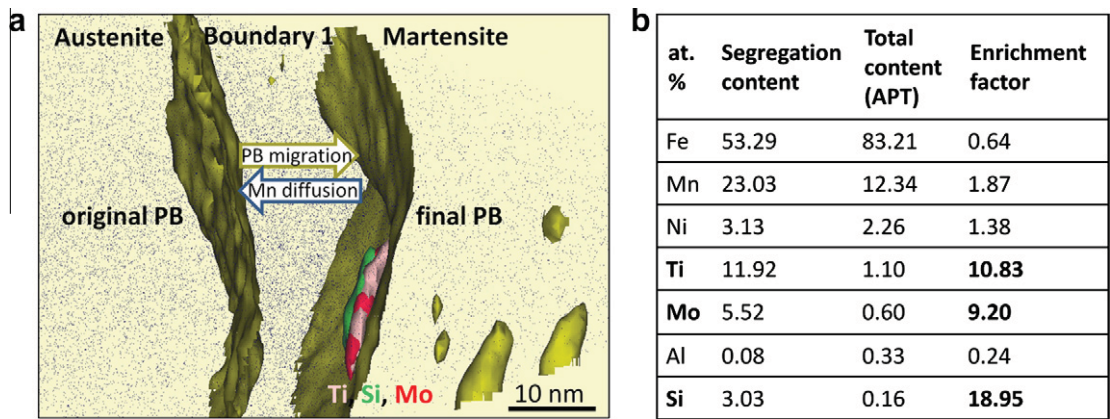 a
Austenite Boundary 1 Martensite
PB migration
Mn diffusion
original PB final PB
Ti, Si, Mo
10 nm
b
at. % Segregation content Total content (APT) Enrichment factor
Fe 53.29 83.21 0.64
Mn 23.03 12.34 1.87
Ni 3.13 2.26 1.38
Ti 11.92 1.10 10.83
Mo 5.52 0.60 9.20
Al 0.08 0.33 0.24
Si 3.03 0.16 18.95